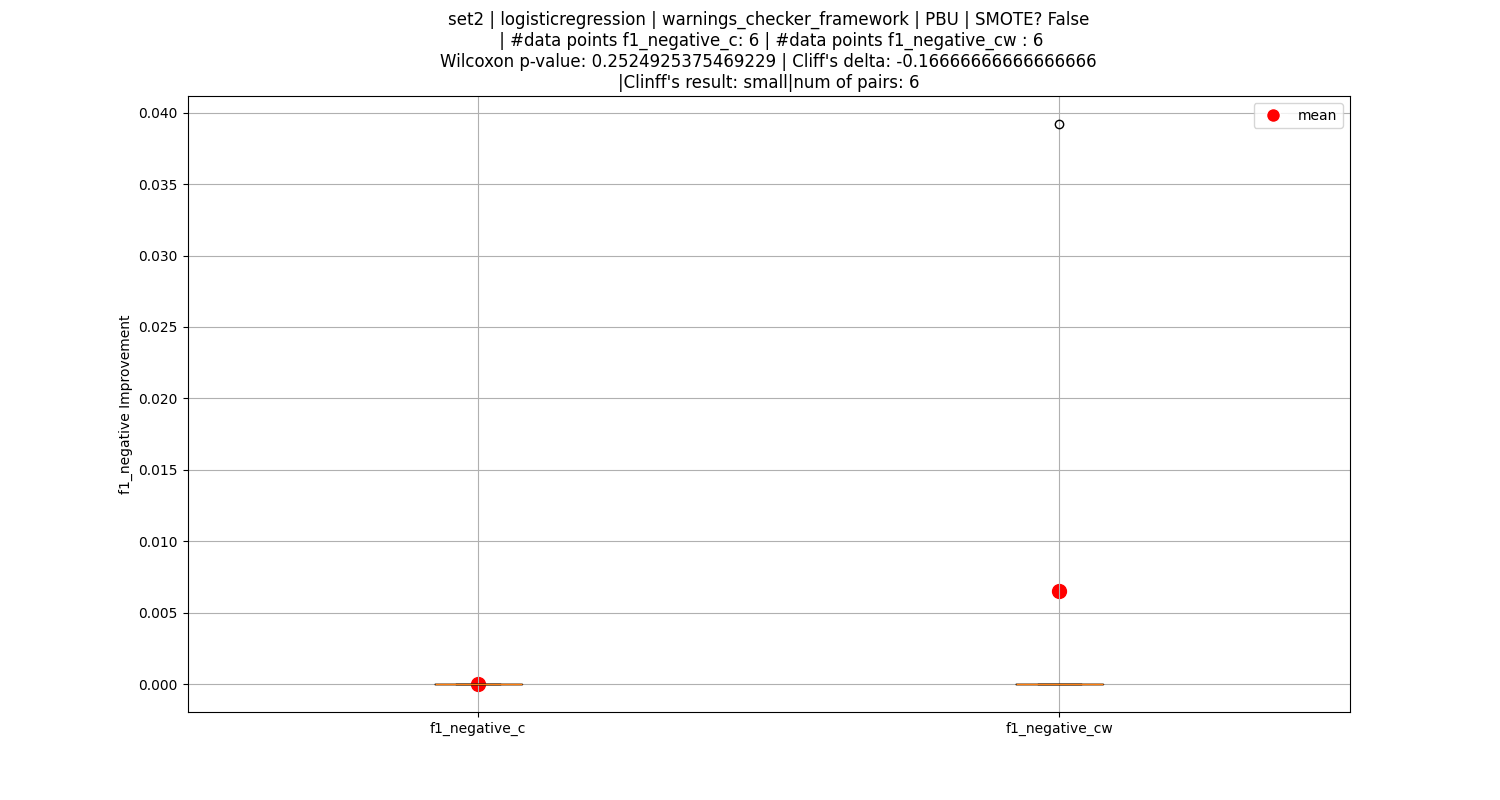 set2 | logisticregression | warnings_checker_framework | PBU | SMOTE? False
| #data points f1_negative_c: 6 | #data points f1_negative_cw : 6
Wilcoxon p-value: 0.2524925375469229 | Cliff's delta: -0.16666666666666666
|Clinff's result: small|num of pairs: 6
mean
f1_negative Improvement
0.040
0.035
0.030
0.025
0.020
0.015
0.010
0.005
0.000
f1_negative_c
f1_negative_cw